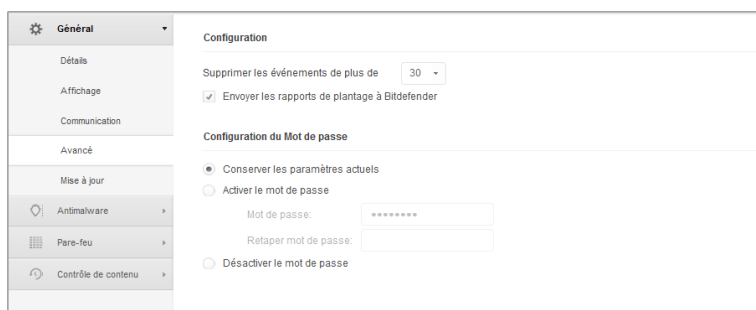 Général
Détails
Affichage
Communication
Avancé
Mise à jour
Antimalware
Pare-feu
Contrôle de contenu
Configuration
Supprimer les événements de plus de 30
Envoyer les rapports de plantage à Bitdefender
Configuration du Mot de passe
Conserver les paramètres actuels
Activer le mot de passe
Mot de passe: ••••••••
Retaper mot de passe:
Désactiver le mot de passe